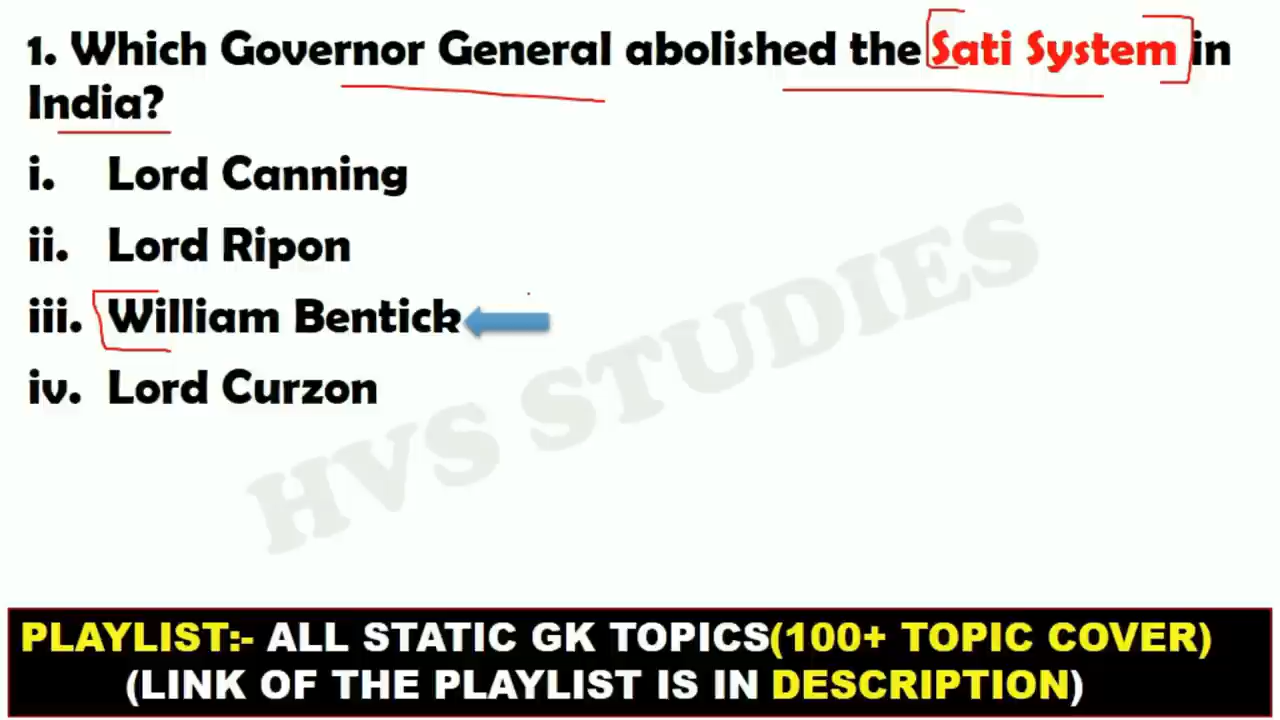 1. Which Governor General abolished the Sati System in
India?
i. Lord Canning
ii. Lord Ripon
iii. William Bentick
iv. Lord Curzon
HVS STUDIES
PLAYLIST:- ALL STATIC GK TOPICS(100+ TOPIC COVER)
(LINK OF THE PLAYLIST IS IN DESCRIPTION)